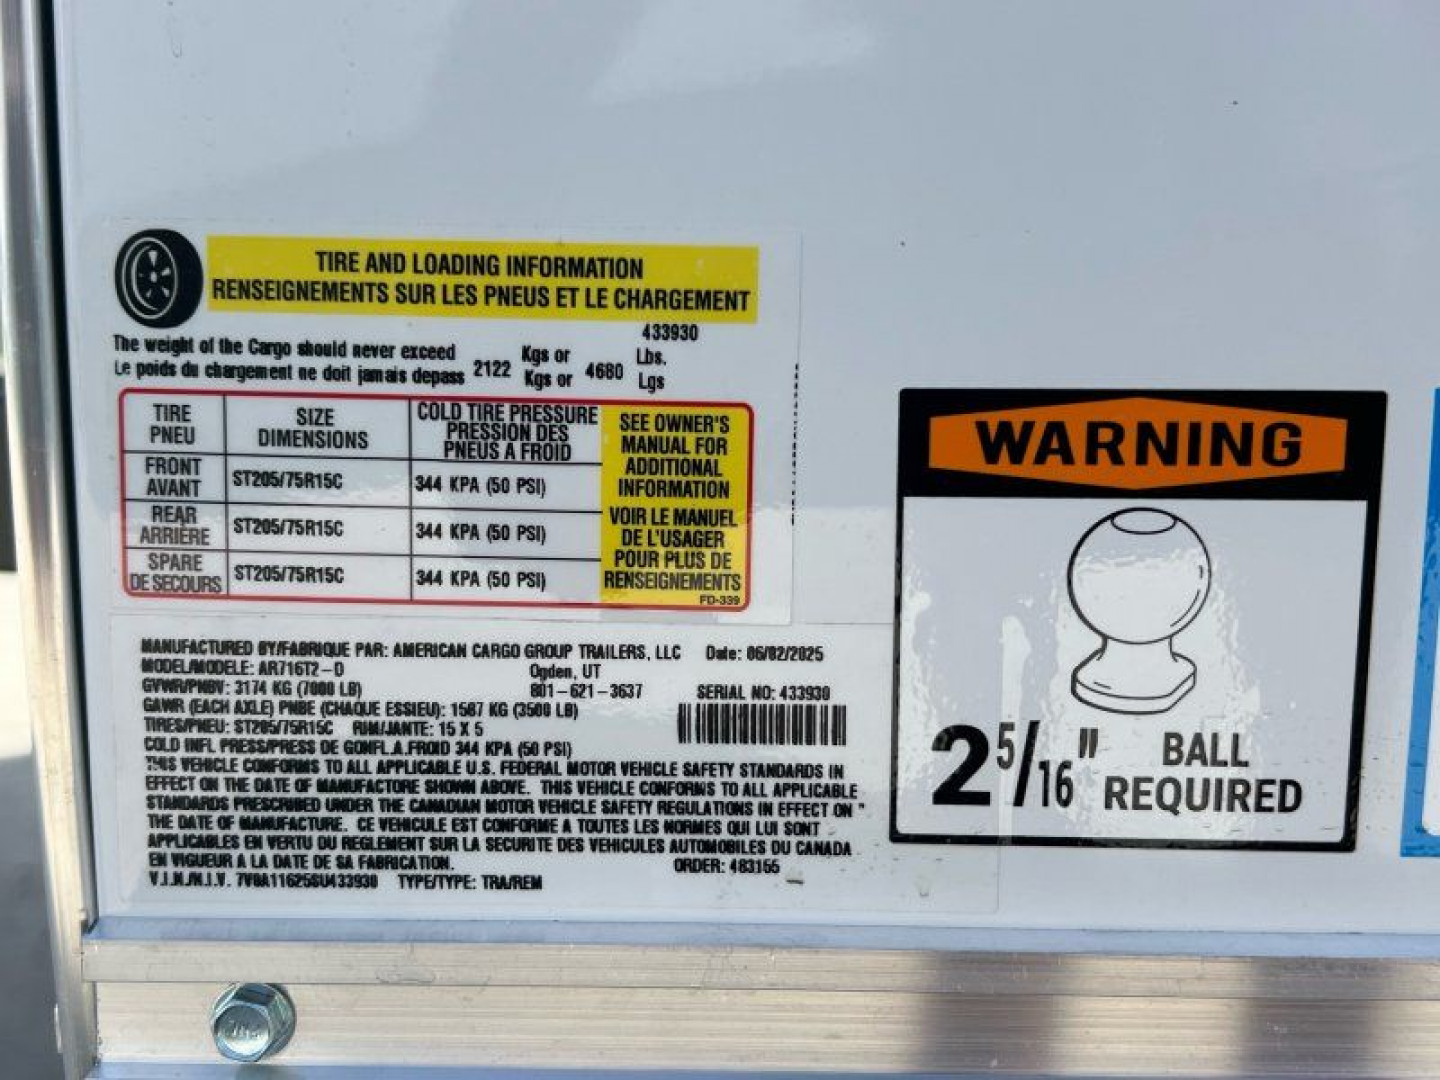 TIRE AND LOADING INFORMATION
RENSEIGNEMENTS SUR LES PNEUS ET LE CHARGEMENT
433930
The weight of the Cargo should never exceed Kgs or Lbs.
Le poids du chargement ne doit jamais depass 2122 Kgs or 4680 Lgs
TIRE PNEU
SIZE DIMENSIONS
COLD TIRE PRESSURE
PRESSION DES
PNEUS A FROID
FRONT AVANT
ST205/75R15C
344 KPA (50 PSI)
REAR ARRIÈRE
ST205/75R15C
344 KPA (50 PSI)
SPARE DE SECOURS
ST205/75R15C
344 KPA (50 PSI)
SEE OWNER'S
MANUAL FOR
ADDITIONAL
INFORMATION
VOIR LE MANUEL
DE L'USAGER
POUR PLUS DE
RENSEIGNEMENTS
FD-339
MANUFACTURED BY/FABRIQUE PAR: AMERICAN CARGO GROUP TRAILERS, LLC Date: 06/02/2025
MODEL/MODELE: AR716T2-D Ogden, UT
GVWR/PNBV: 3174 KG (7000 LB) 801-621-3637 SERIAL NO: 433930
GAWR (EACH AXLE) PNBE (CHAQUE ESSIEU): 1587 KG (3500 LB)
TIRES/PNEU: ST205/75R15C RIM/JANTE: 15 X 5
COLD INFL PRESS/PRESS DE GONFL.A.FROID 344 KPA (50 PSI)
THIS VEHICLE CONFORMS TO ALL APPLICABLE U.S. FEDERAL MOTOR VEHICLE SAFETY STANDARDS IN
EFFECT ON THE DATE OF MANUFACTORE SHOWN ABOVE. THIS VEHICLE CONFORMS TO ALL APPLICABLE
STANDARDS PRESCRIBED UNDER THE CANADIAN MOTOR VEHICLE SAFETY REGULATIONS IN EFFECT ON "
THE DATE OF MANUFACTURE. CE VEHICULE EST CONFORME A TOUTES LES NORMES QUI LUI SONT
APPLICABLES EN VERTU DU REGLEMENT SUR LA SECURITE DES VEHICULES AUTOMOBILES DU CANADA
EN VIGUEUR A LA DATE DE SA FABRICATION. ORDER: 483155
V.I.N./N.I.V. 7V0A11625SU433930 TYPE/TYPE: TRA/REM
WARNING
2 5/16" BALL
REQUIRED